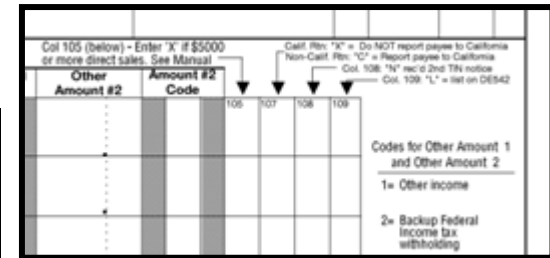 Col 105 (below) - Enter 'X' if $5000
or more direct sales. See Manual
Calif. Rtn: "X" = Do NOT report payee to California
Non-Calif. Rtn: "C" = Report payee to California
Col. 108: "N" rec'd 2nd TIN notice
Col. 109: "L" = list on DE542
Other
Amount #2
Amount #2
Code
105 107 108 109
Codes for Other Amount 1
and Other Amount 2
1= Other income
2= Backup Federal
Income tax
withholding